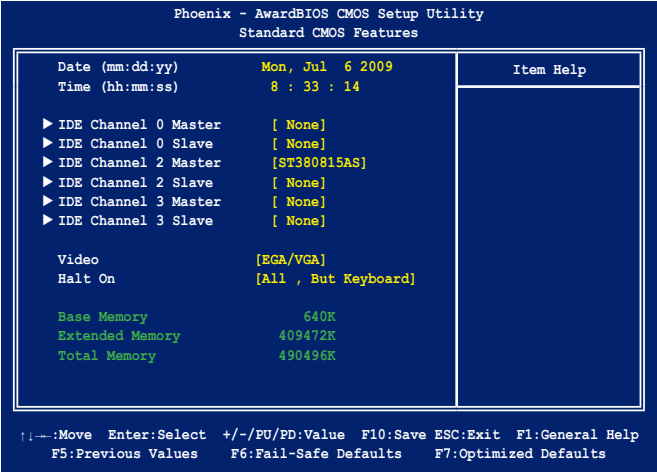 Phoenix - AwardBIOS CMOS Setup Utility
Standard CMOS Features
Date (mm:dd:yy) Mon, Jul 6 2009
Item Help
Time (hh:mm:ss) 8 : 33 : 14
▶ IDE Channel 0 Master [ None]
▶ IDE Channel 0 Slave [ None]
▶ IDE Channel 2 Master [ST380815AS]
▶ IDE Channel 2 Slave [ None]
▶ IDE Channel 3 Master [ None]
▶ IDE Channel 3 Slave [ None]
Video [EGA/VGA]
Halt On [All , But Keyboard]
Base Memory 640K
Extended Memory 409472K
Total Memory 490496K
↑↓→←:Move Enter:Select +/-/PU/PD:Value F10:Save ESC:Exit F1:General Help
F5:Previous Values F6:Fail-Safe Defaults F7:Optimized Defaults